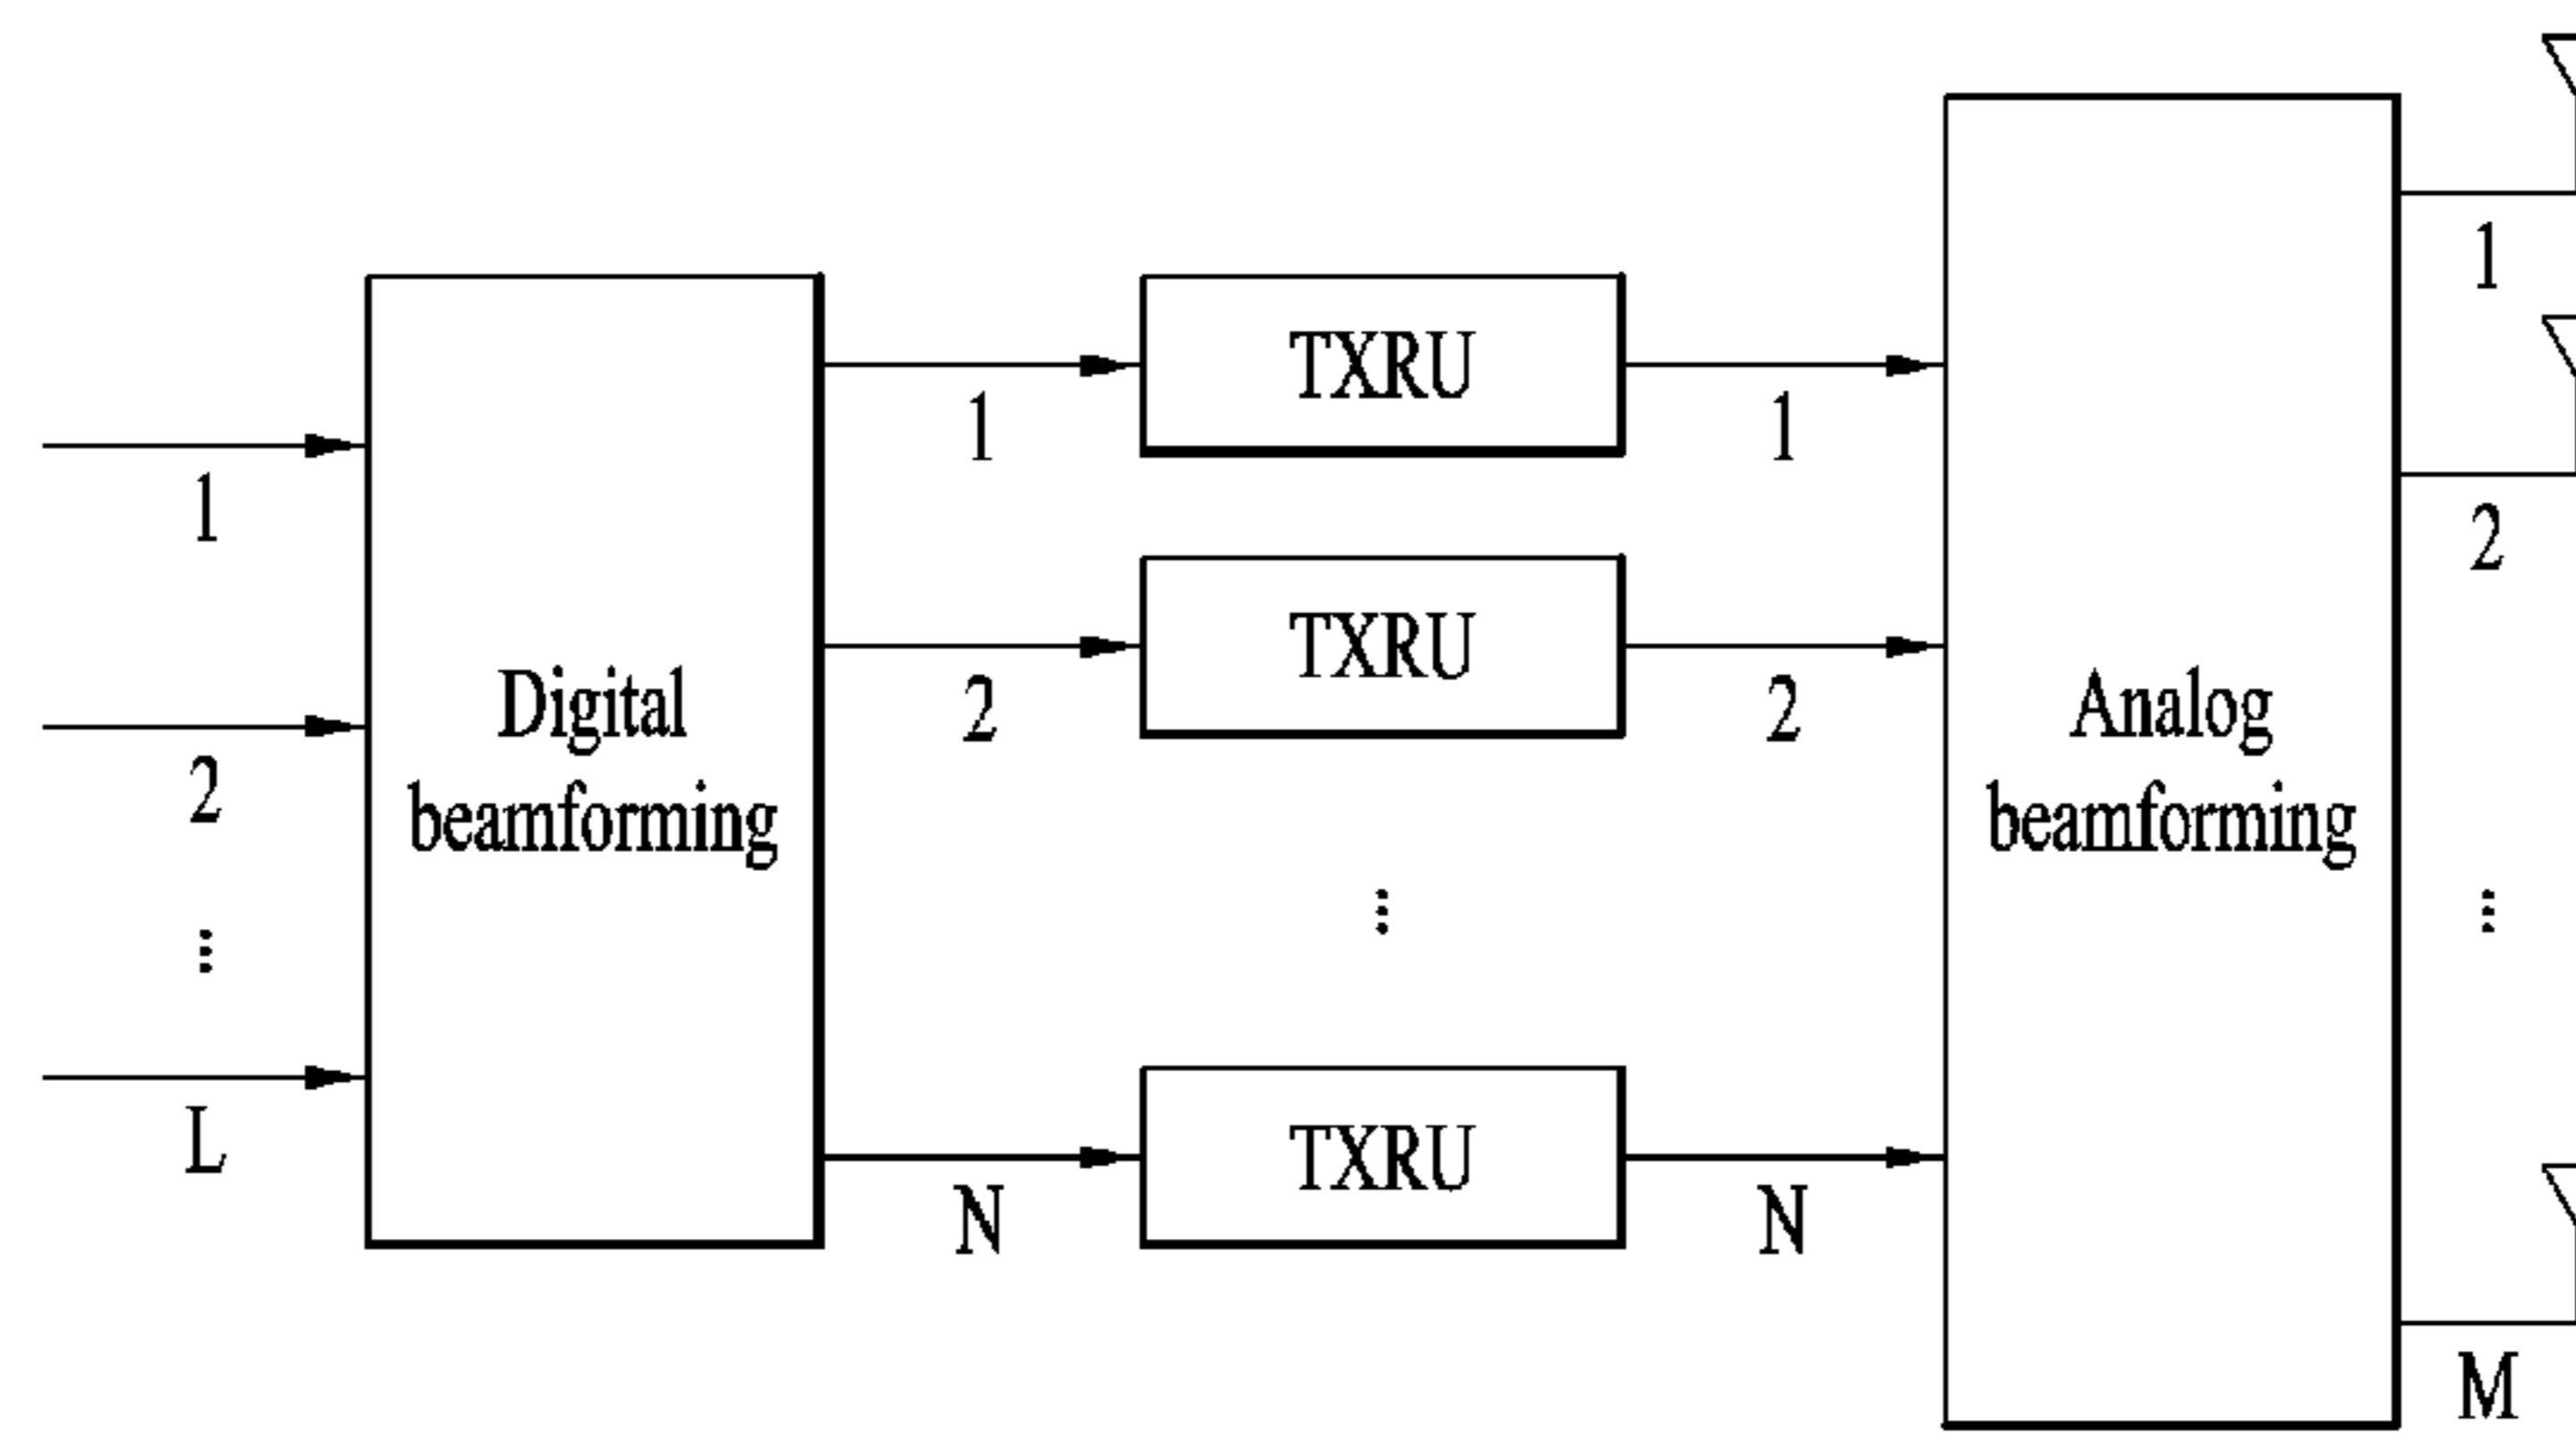 1
2
⋮
L
Digital
beamforming
1
2
N
TXRU
TXRU
⋮
TXRU
1
2
N
Analog
beamforming
1
2
⋮
M